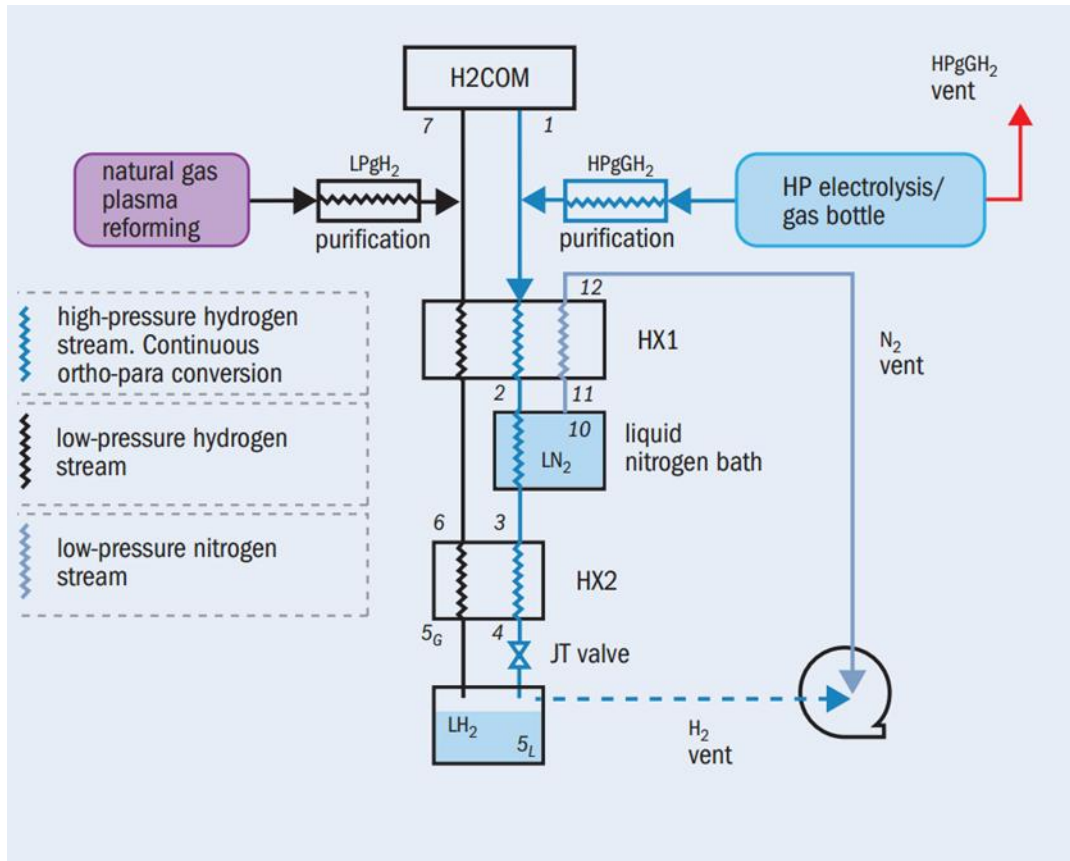 H2COM
HPgGH₂
vent
7
1
natural gas
plasma
reforming
LPgH₂
purification
HPgGH₂
purification
HP electrolysis/
gas bottle
high-pressure hydrogen
stream. Continuous
ortho-para conversion
12
HX1
N₂
vent
2
11
10
LN₂
liquid
nitrogen bath
low-pressure hydrogen
stream
6
3
HX2
low-pressure nitrogen
stream
5G
4
JT valve
LH₂
5L
H₂
vent